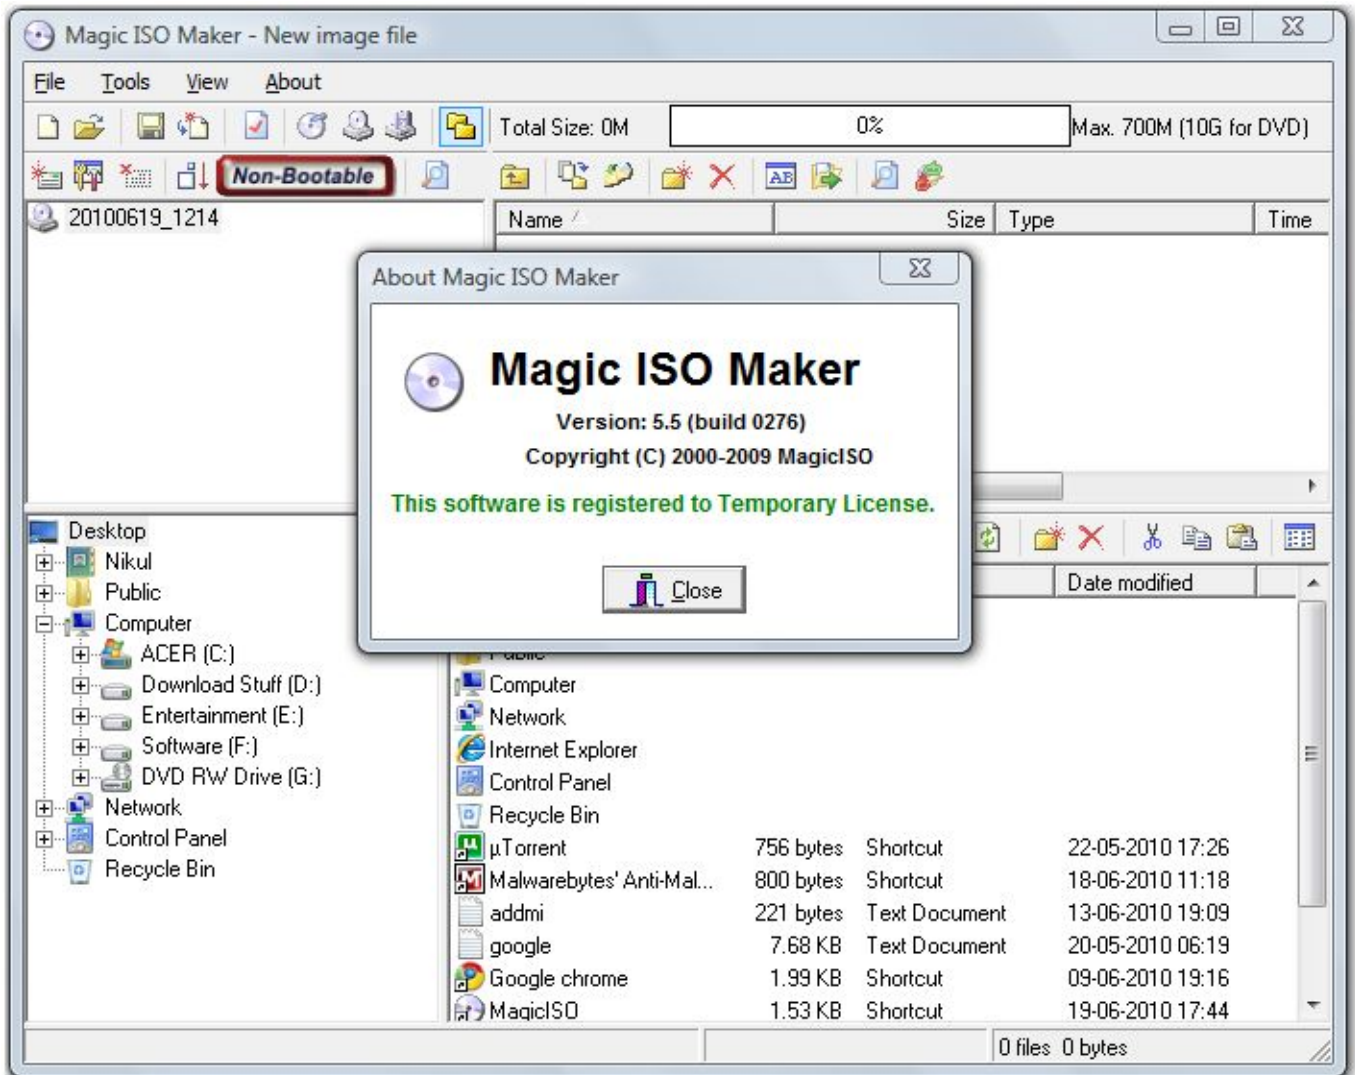 Magic ISO Maker - New image file
File Tools View About
Total Size: 0M 0% Max. 700M (10G for DVD)
Non-Bootable
20100619_1214
Name Size Type Time
About Magic ISO Maker
Magic ISO Maker
Version: 5.5 (build 0276)
Copyright (C) 2000-2009 MagicISO
This software is registered to Temporary License.
Close
Desktop
Nikul
Public
Computer
ACER (C:)
Download Stuff (D:)
Entertainment (E:)
Software (F:)
DVD RW Drive (G:)
Network
Control Panel
Recycle Bin
Date modified
Public
Computer
Network
Internet Explorer
Control Panel
Recycle Bin
µTorrent 756 bytes Shortcut 22-05-2010 17:26
Malwarebytes' Anti-Mal... 800 bytes Shortcut 18-06-2010 11:18
addmi 221 bytes Text Document 13-06-2010 19:09
google 7.68 KB Text Document 20-05-2010 06:19
Google chrome 1.99 KB Shortcut 09-06-2010 19:16
MagicISO 1.53 KB Shortcut 19-06-2010 17:44
0 files 0 bytes